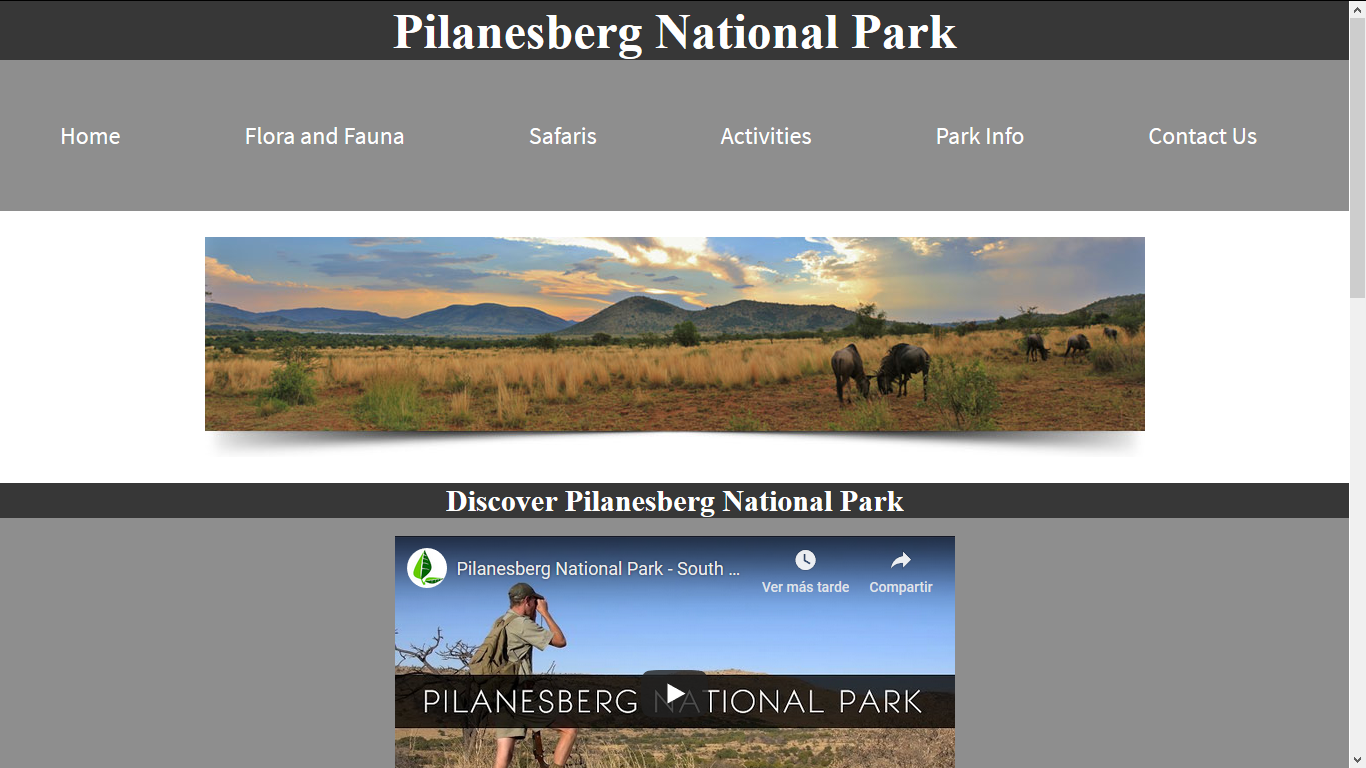 Pilanesberg National Park
Home Flora and Fauna Safaris Activities Park Info Contact Us
Discover Pilanesberg National Park
Pilanesberg National Park - South ...
Ver más tarde Compartir
PILANESBERG NATIONAL PARK